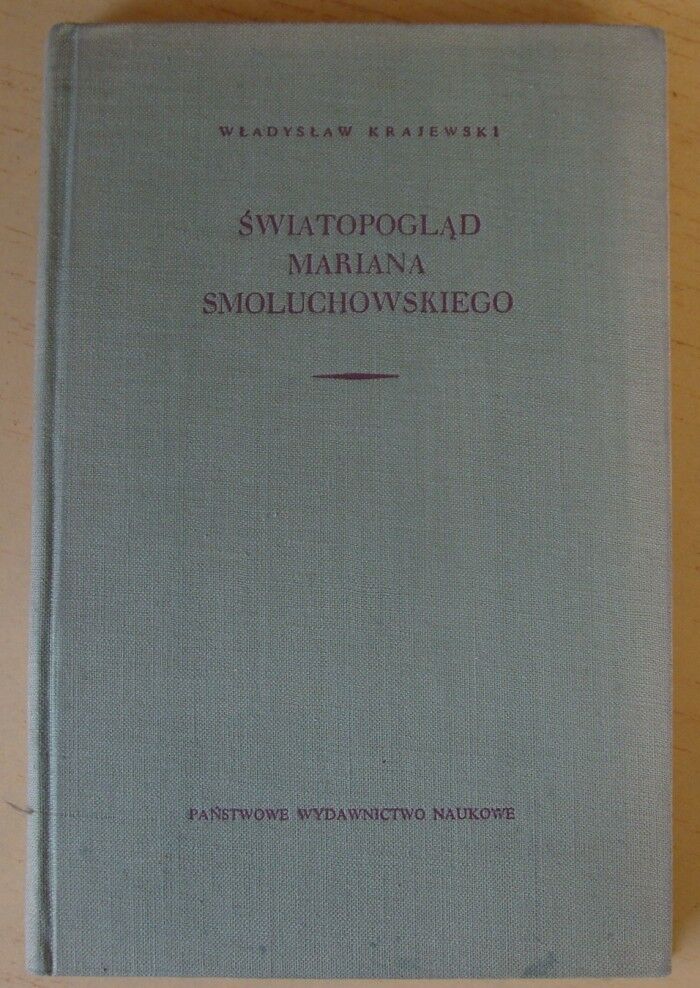 WŁADYSŁAW KRAJEWSKI
ŚWIATOPOGLĄD
MARIANA
SMOLUCHOWSKIEGO
PAŃSTWOWE WYDAWNICTWO NAUKOWE